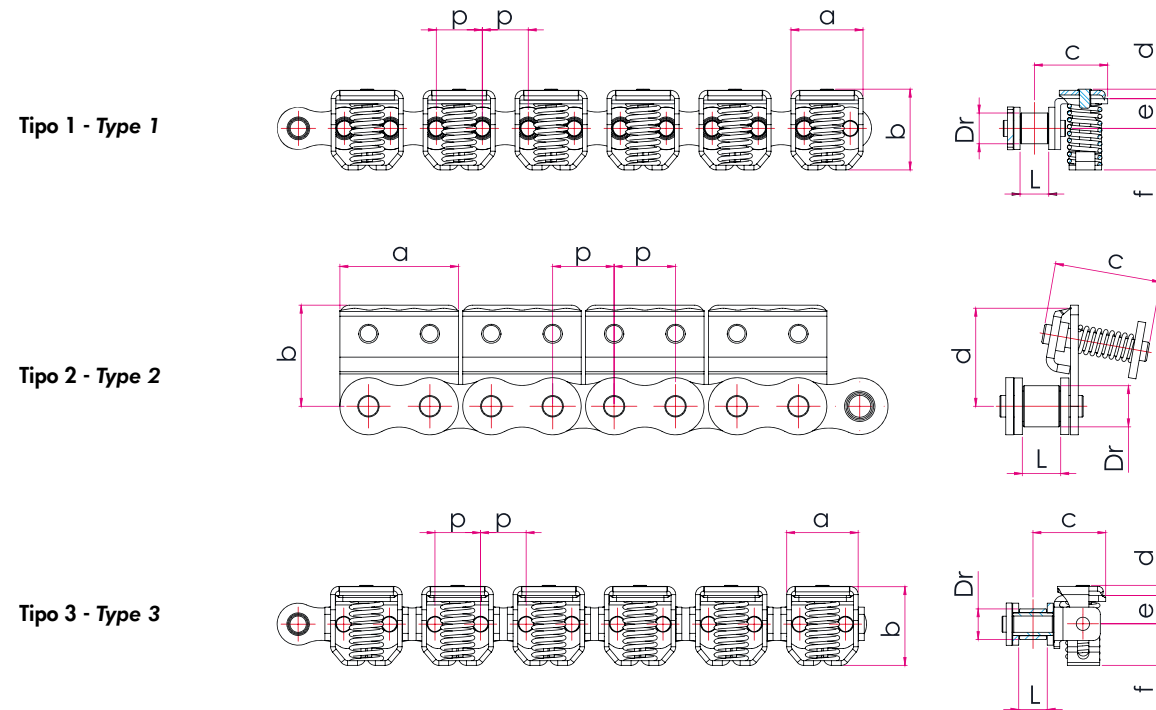 p p a c d
Tipo 1 - Type 1 b Dr e
L f
a p p c
b d
Tipo 2 - Type 2
L Dr
p p a c d
Tipo 3 - Type 3 b Dr e
L f